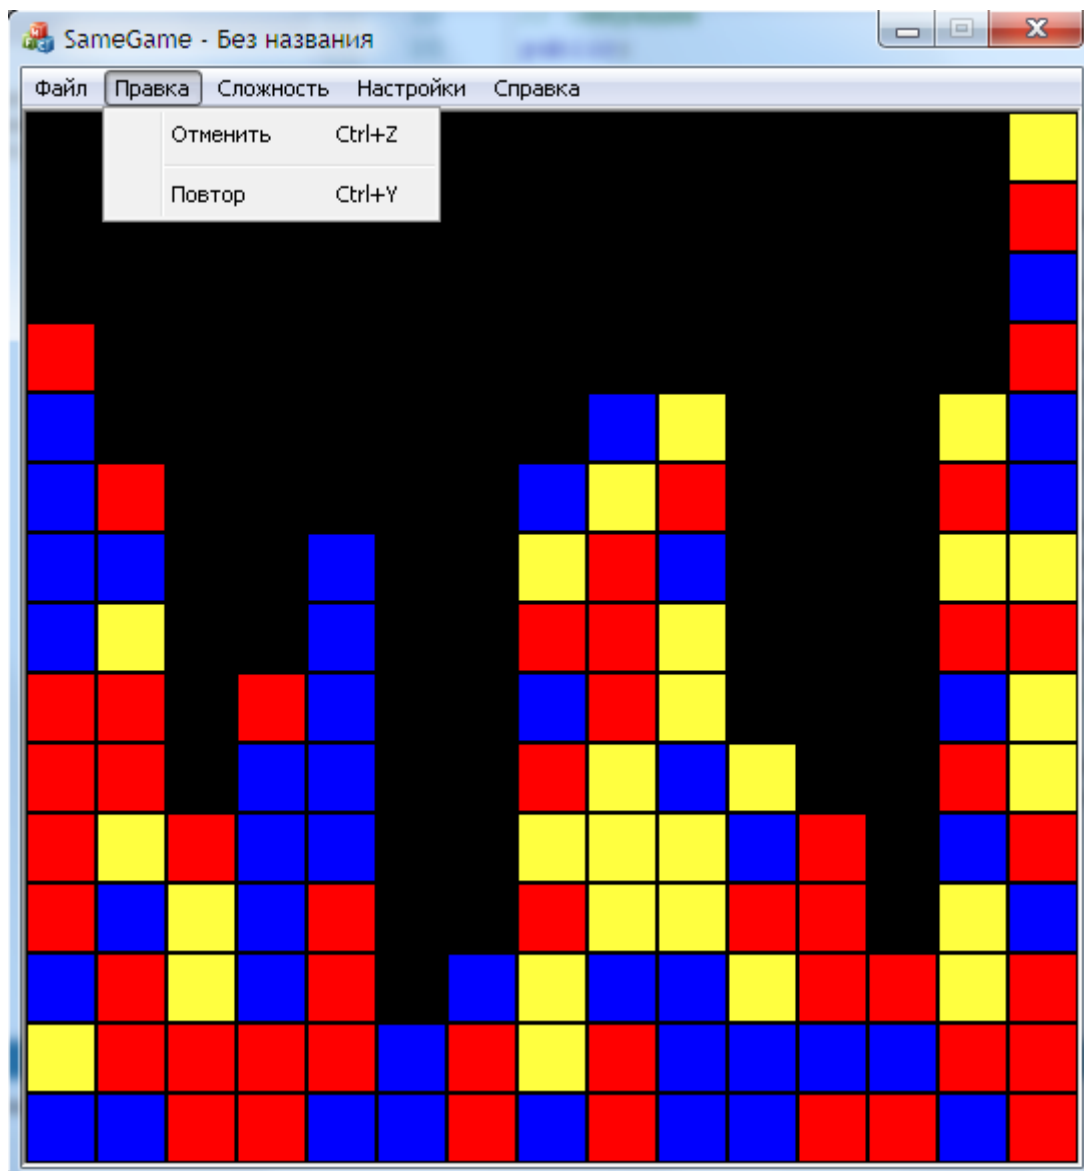 SameGame - Без названия
Файл Правка Сложность Настройки Справка
Отменить Ctrl+Z
Повтор Ctrl+Y